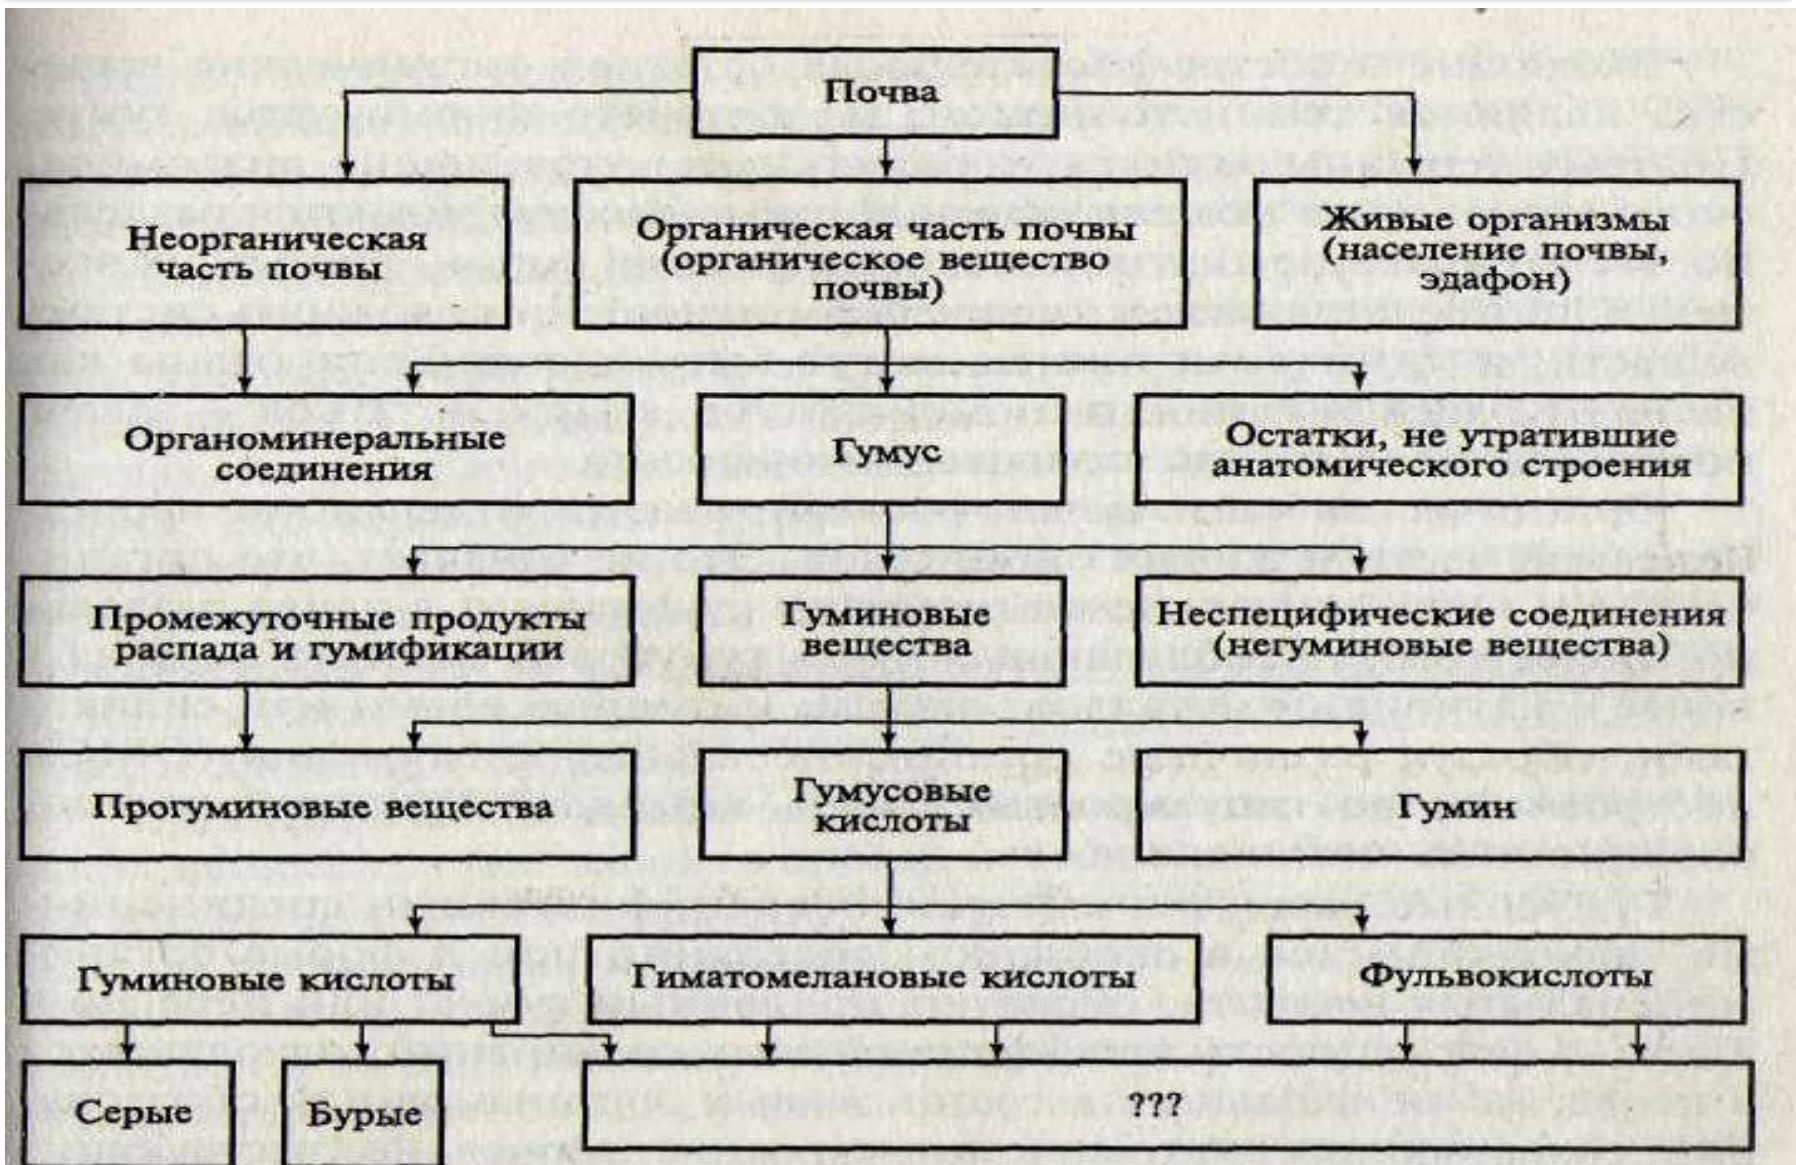 Почва
Неорганическая
часть почвы
Органическая часть почвы
(органическое вещество
почвы)
Живые организмы
(население почвы,
эдафон)
Органоминеральные
соединения
Гумус
Остатки, не утратившие
анатомического строения
Промежуточные продукты
распада и гумификации
Гуминовые
вещества
Неспецифические соединения
(негуминовые вещества)
Прогуминовые вещества
Гумусовые
кислоты
Гумин
Гуминовые кислоты
Гиматомелановые кислоты
Фульвокислоты
Серые
Бурые
???